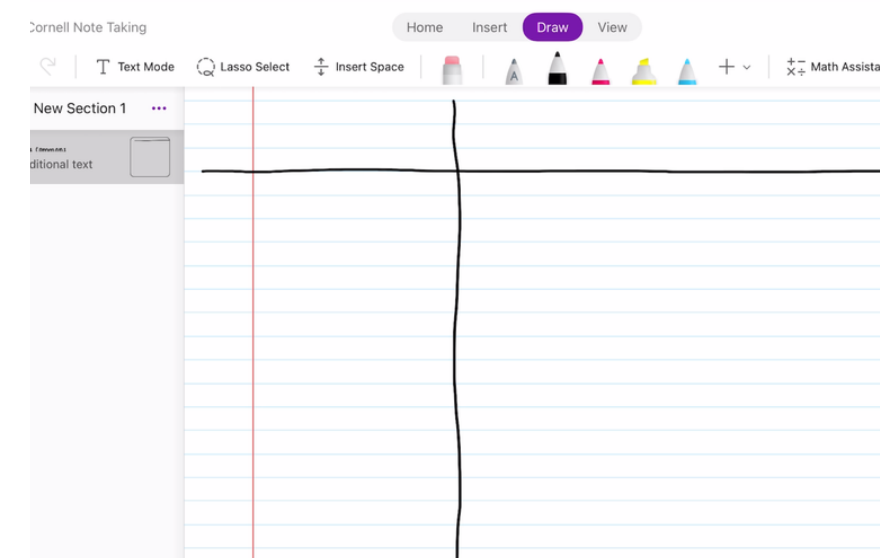 Cornell Note Taking
Home Insert Draw View
Text Mode Lasso Select Insert Space A Math Assista
New Section 1
ditional text